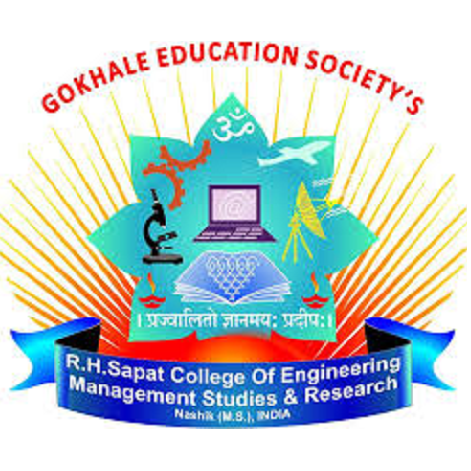 GOKHALE EDUCATION SOCIETY'S
ॐ
। प्रज्वालितो ज्ञानमयः प्रदीपः।
R.H.Sapat College Of Engineering
Management Studies & Research
Nashik (M.S.), INDIA